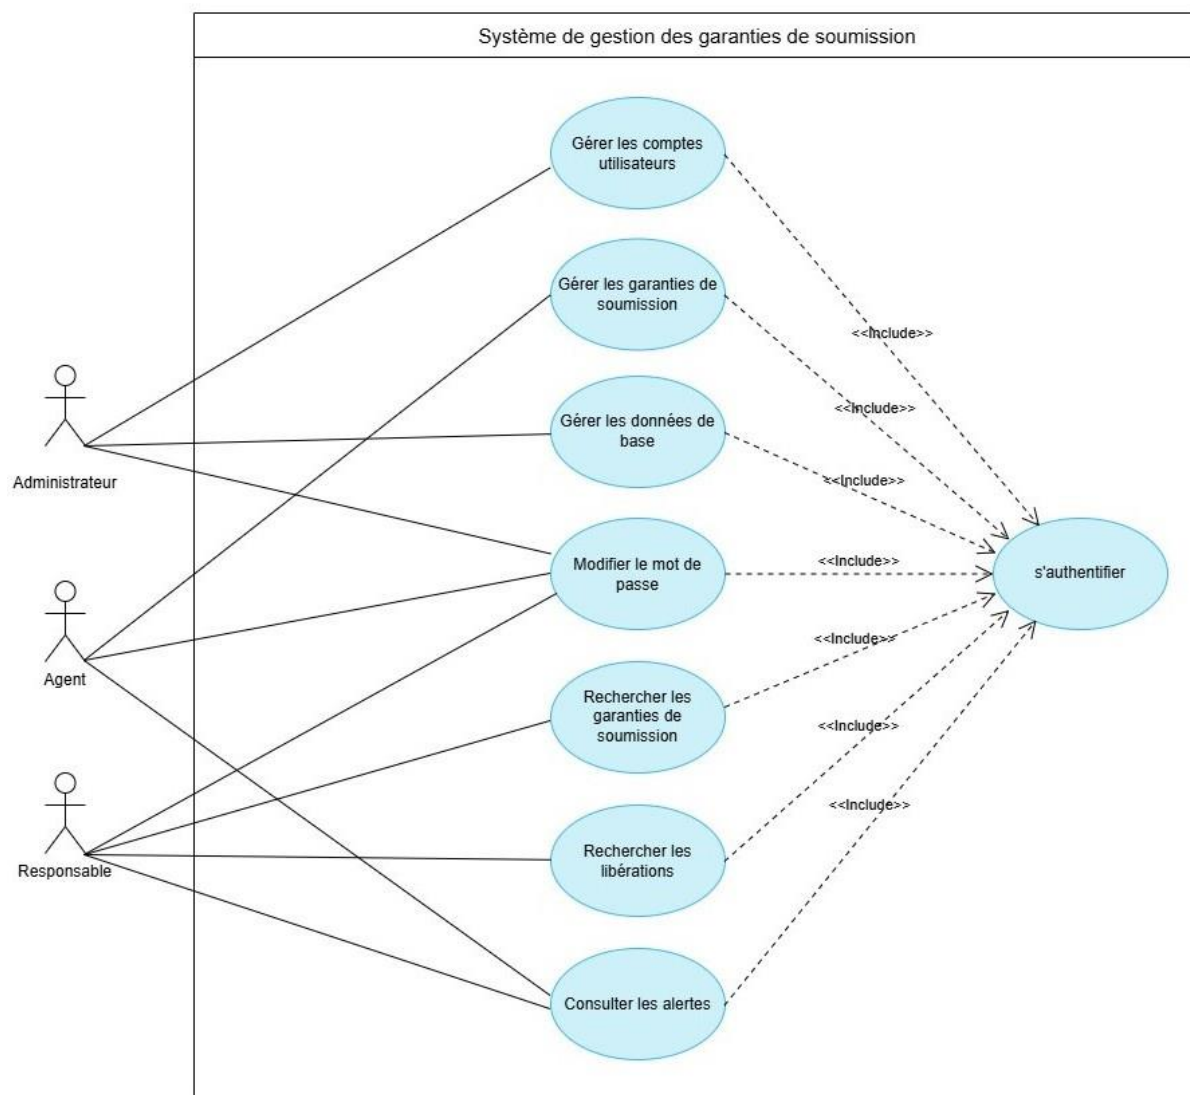 Système de gestion des garanties de soumission
Gérer les comptes
utilisateurs
Gérer les garanties de
soumission
<<Include>>
<<Include>>
Administrateur
Gérer les données de
base
<<Include>>
Modifier le mot de
passe
<<Include>>
s'authentifier
Agent
Rechercher les
garanties de
soumission
<<Include>>
<<Include>>
Responsable
Rechercher les
libérations
<<Include>>
Consulter les alertes